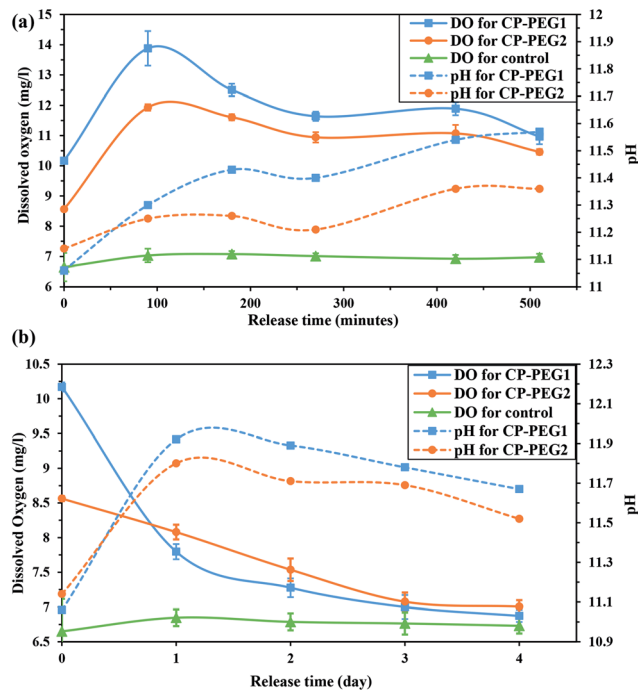 (a)
15
14
13
12
11
10
9
8
7
6
Dissolved oxygen (mg/l)
0
100
200
300
400
500
Release time (minutes)
12
11.9
11.8
11.7
11.6
11.5
11.4
11.3
11.2
11.1
11
pH
DO for CP-PEG1
DO for CP-PEG2
DO for control
pH for CP-PEG1
pH for CP-PEG2
(b)
10.5
10
9.5
9
8.5
8
7.5
7
6.5
Dissolved Oxygen (mg/l)
0
1
2
3
4
Release time (day)
12.3
12.1
11.9
11.7
11.5
11.3
11.1
10.9
pH
DO for CP-PEG1
DO for CP-PEG2
DO for control
pH for CP-PEG1
pH for CP-PEG2